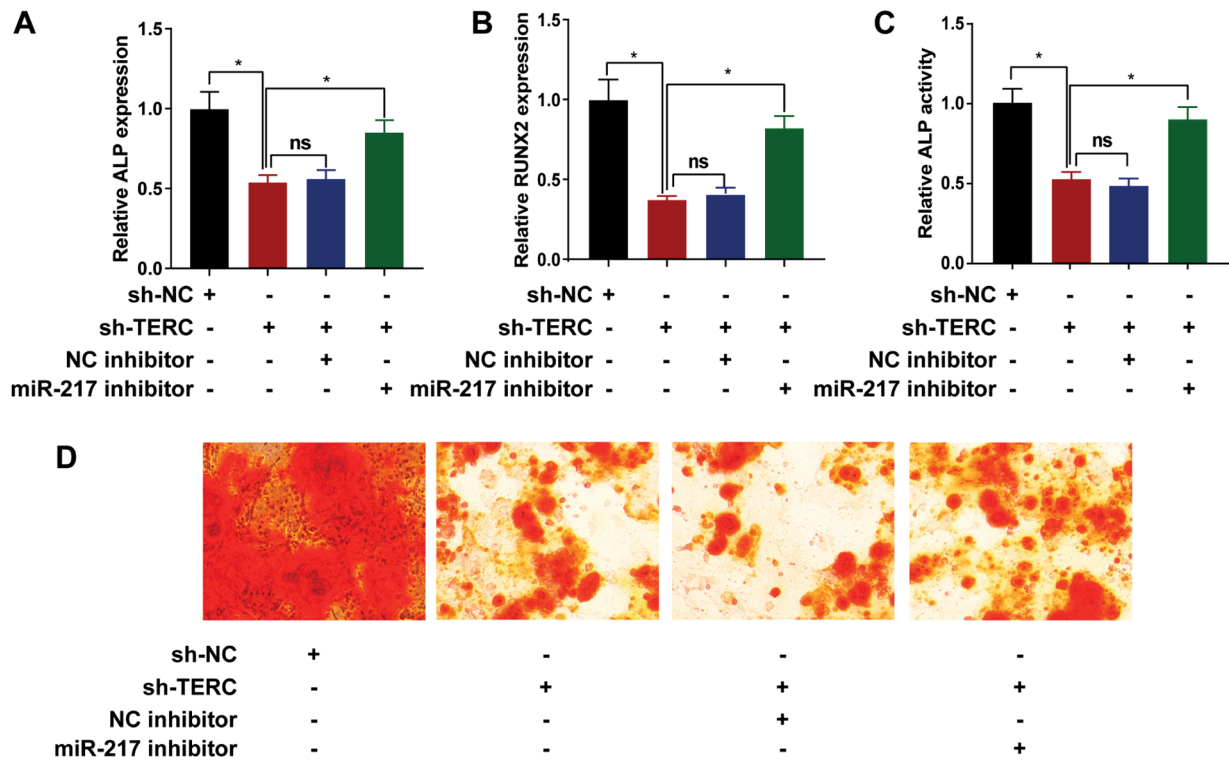 A
Relative ALP expression
1.5
1.0
0.5
0.0
*
*
ns
sh-NC + - - -
sh-TERC - + + +
NC inhibitor - - + -
miR-217 inhibitor - - - +
B
Relative RUNX2 expression
1.5
1.0
0.5
0.0
*
*
ns
sh-NC + - - -
sh-TERC - + + +
NC inhibitor - - + -
miR-217 inhibitor - - - +
C
Relative ALP activity
1.5
1.0
0.5
0.0
*
*
ns
sh-NC + - - -
sh-TERC - + + +
NC inhibitor - - + -
miR-217 inhibitor - - - +
D
sh-NC + - - -
sh-TERC - + + +
NC inhibitor - - + -
miR-217 inhibitor - - - +